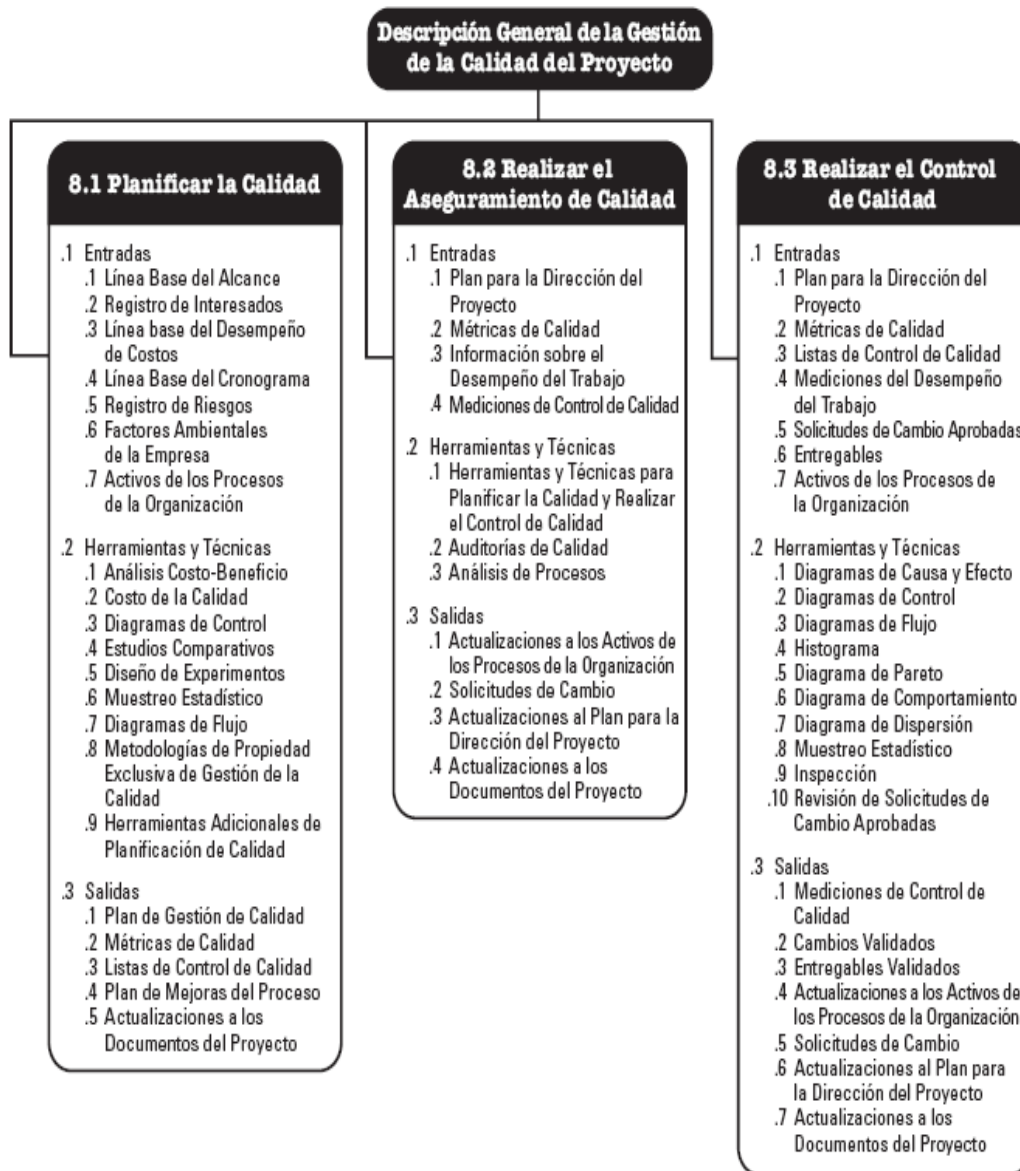 Descripción General de la Gestión
de la Calidad del Proyecto
8.1 Planificar la Calidad
.1 Entradas
.1 Línea Base del Alcance
.2 Registro de Interesados
.3 Línea base del Desempeño
de Costos
.4 Línea Base del Cronograma
.5 Registro de Riesgos
.6 Factores Ambientales
de la Empresa
.7 Activos de los Procesos
de la Organización
.2 Herramientas y Técnicas
.1 Análisis Costo-Beneficio
.2 Costo de la Calidad
.3 Diagramas de Control
.4 Estudios Comparativos
.5 Diseño de Experimentos
.6 Muestreo Estadístico
.7 Diagramas de Flujo
.8 Metodologías de Propiedad
Exclusiva de Gestión de la
Calidad
.9 Herramientas Adicionales de
Planificación de Calidad
.3 Salidas
.1 Plan de Gestión de Calidad
.2 Métricas de Calidad
.3 Listas de Control de Calidad
.4 Plan de Mejoras del Proceso
.5 Actualizaciones a los
Documentos del Proyecto
8.2 Realizar el
Aseguramiento de Calidad
.1 Entradas
.1 Plan para la Dirección del
Proyecto
.2 Métricas de Calidad
.3 Información sobre el
Desempeño del Trabajo
.4 Mediciones de Control de Calidad
.2 Herramientas y Técnicas
.1 Herramientas y Técnicas para
Planificar la Calidad y Realizar
el Control de Calidad
.2 Auditorías de Calidad
.3 Análisis de Procesos
.3 Salidas
.1 Actualizaciones a los Activos de
los Procesos de la Organización
.2 Solicitudes de Cambio
.3 Actualizaciones al Plan para la
Dirección del Proyecto
.4 Actualizaciones a los
Documentos del Proyecto
8.3 Realizar el Control
de Calidad
.1 Entradas
.1 Plan para la Dirección del
Proyecto
.2 Métricas de Calidad
.3 Listas de Control de Calidad
.4 Mediciones del Desempeño
del Trabajo
.5 Solicitudes de Cambio Aprobadas
.6 Entregables
.7 Activos de los Procesos de
la Organización
.2 Herramientas y Técnicas
.1 Diagramas de Causa y Efecto
.2 Diagramas de Control
.3 Diagramas de Flujo
.4 Histograma
.5 Diagrama de Pareto
.6 Diagrama de Comportamiento
.7 Diagrama de Dispersión
.8 Muestreo Estadístico
.9 Inspección
.10 Revisión de Solicitudes de
Cambio Aprobadas
.3 Salidas
.1 Mediciones de Control de
Calidad
.2 Cambios Validados
.3 Entregables Validados
.4 Actualizaciones a los Activos de
los Procesos de la Organización
.5 Solicitudes de Cambio
.6 Actualizaciones al Plan para
la Dirección del Proyecto
.7 Actualizaciones a los
Documentos del Proyecto